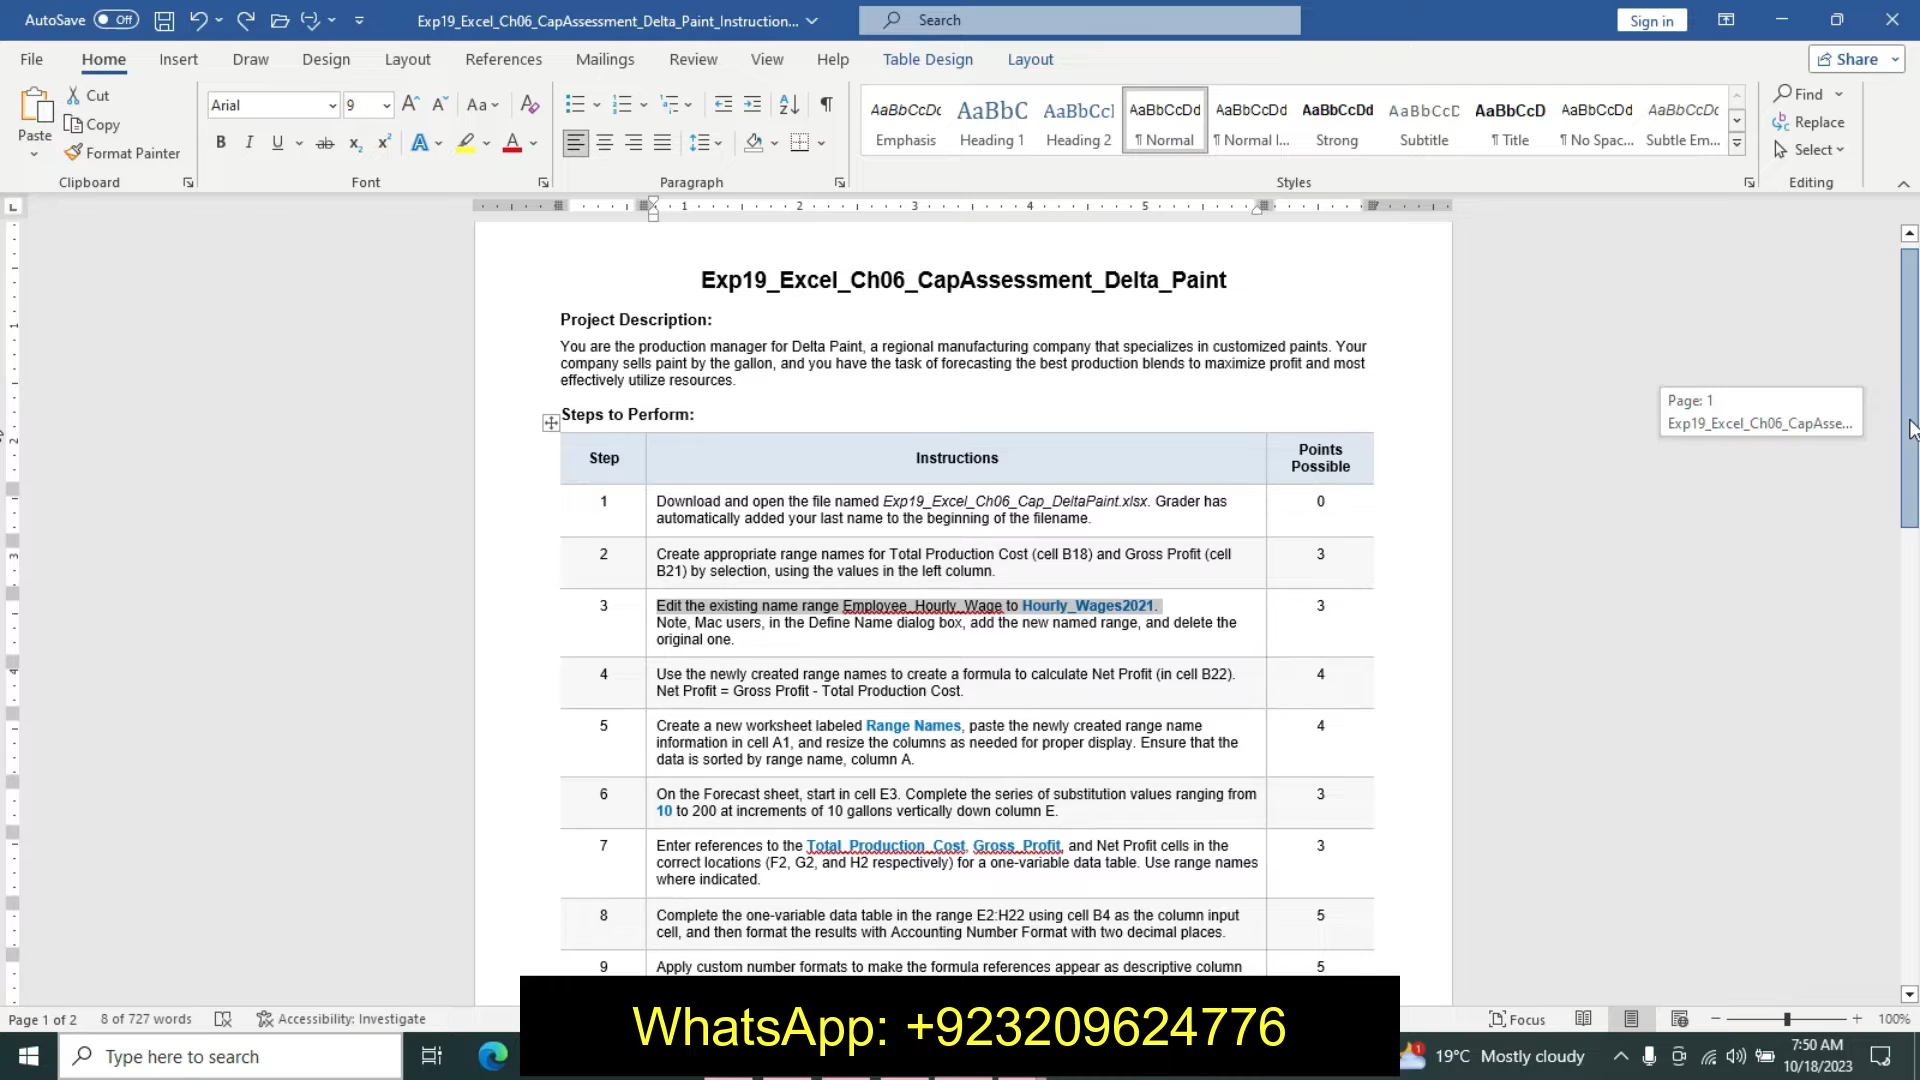 AutoSave Off
Exp19_Excel_Ch06_CapAssessment_Delta_Paint_Instruction...
Search
Sign in
File Home Insert Draw Design Layout References Mailings Review View Help Table Design Layout
Share
Paste
Cut
Copy
Format Painter
Clipboard
Arial 9
Font
Paragraph
AaBbCcDc AaBbC AaBbCcI AaBbCcDd AaBbCcDd AaBbCcDd AaBbCcD AaBbCcD AaBbCcDd AaBbCcDd
Emphasis Heading 1 Heading 2 ¶ Normal ¶ Normal I... Strong Subtitle ¶ Title ¶ No Spac... Subtle Em...
Styles
Find
Replace
Select
Editing
Exp19_Excel_Ch06_CapAssessment_Delta_Paint
Project Description:
You are the production manager for Delta Paint, a regional manufacturing company that specializes in customized paints. Your
company sells paint by the gallon, and you have the task of forecasting the best production blends to maximize profit and most
effectively utilize resources.
Steps to Perform:
Step Instructions Points Possible
1 Download and open the file named Exp19_Excel_Ch06_Cap_DeltaPaint.xlsx. Grader has 0
automatically added your last name to the beginning of the filename.
2 Create appropriate range names for Total Production Cost (cell B18) and Gross Profit (cell 3
B21) by selection, using the values in the left column.
3 Edit the existing name range Employee_Hourly_Wage to Hourly_Wages2021. 3
Note, Mac users, in the Define Name dialog box, add the new named range, and delete the
original one.
4 Use the newly created range names to create a formula to calculate Net Profit (in cell B22). 4
Net Profit = Gross Profit - Total Production Cost.
5 Create a new worksheet labeled Range Names, paste the newly created range name 4
information in cell A1, and resize the columns as needed for proper display. Ensure that the
data is sorted by range name, column A.
6 On the Forecast sheet, start in cell E3. Complete the series of substitution values ranging from 3
10 to 200 at increments of 10 gallons vertically down column E.
7 Enter references to the Total_Production_Cost, Gross_Profit, and Net Profit cells in the 3
correct locations (F2, G2, and H2 respectively) for a one-variable data table. Use range names
where indicated.
8 Complete the one-variable data table in the range E2:H22 using cell B4 as the column input 5
cell, and then format the results with Accounting Number Format with two decimal places.
9 Apply custom number formats to make the formula references appear as descriptive column 5
Page: 1
Exp19_Excel_Ch06_CapAsse...
WhatsApp: +923209624776
Page 1 of 2 8 of 727 words Accessibility: Investigate
Focus
100%
Type here to search
19°C Mostly cloudy
7:50 AM
10/18/2023